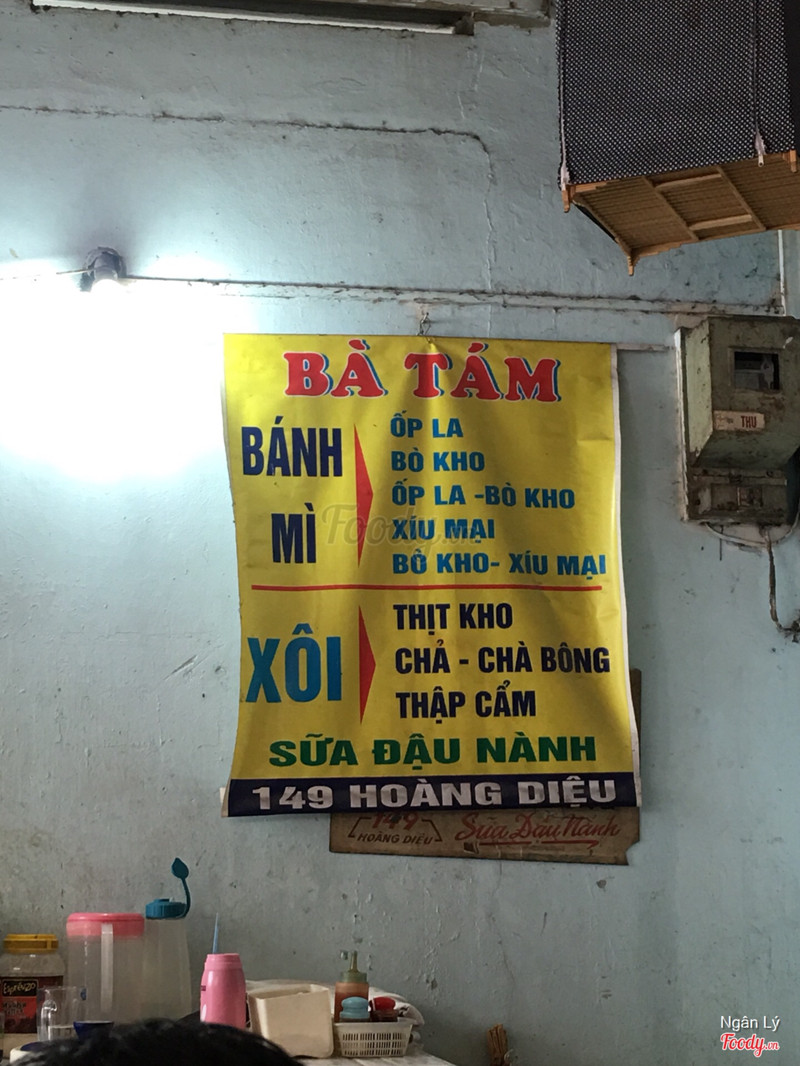 BÀ TÁM
BÁNH MÌ
ỐP LA
BÒ KHO
ỐP LA -BÒ KHO
XÍU MẠI
BÒ KHO- XÍU MẠI
XÔI
THỊT KHO
CHẢ - CHÀ BÔNG
THẬP CẨM
SỮA ĐẬU NÀNH
149 HOÀNG DIỆU
149
HOÀNG DIỆU
Sữa Đậu Nành
THU
Foody.vn
Ngân Lý
Foody.vn